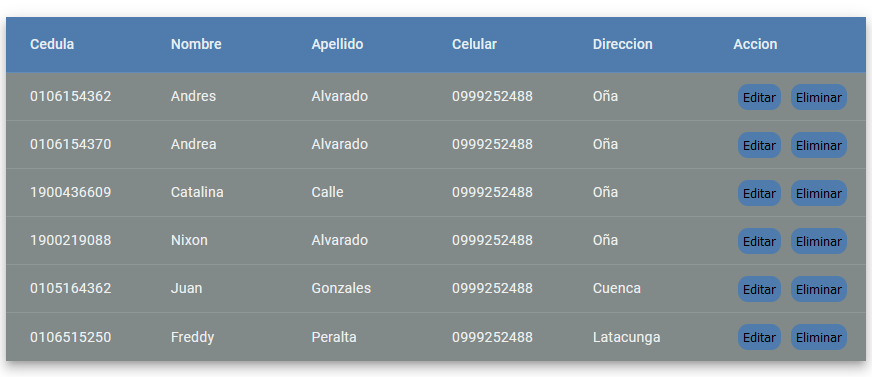 Cedula Nombre Apellido Celular Direccion Accion
0106154362 Andres Alvarado 0999252488 Oña Editar Eliminar
0106154370 Andrea Alvarado 0999252488 Oña Editar Eliminar
1900436609 Catalina Calle 0999252488 Oña Editar Eliminar
1900219088 Nixon Alvarado 0999252488 Oña Editar Eliminar
0105164362 Juan Gonzales 0999252488 Cuenca Editar Eliminar
0106515250 Freddy Peralta 0999252488 Latacunga Editar Eliminar